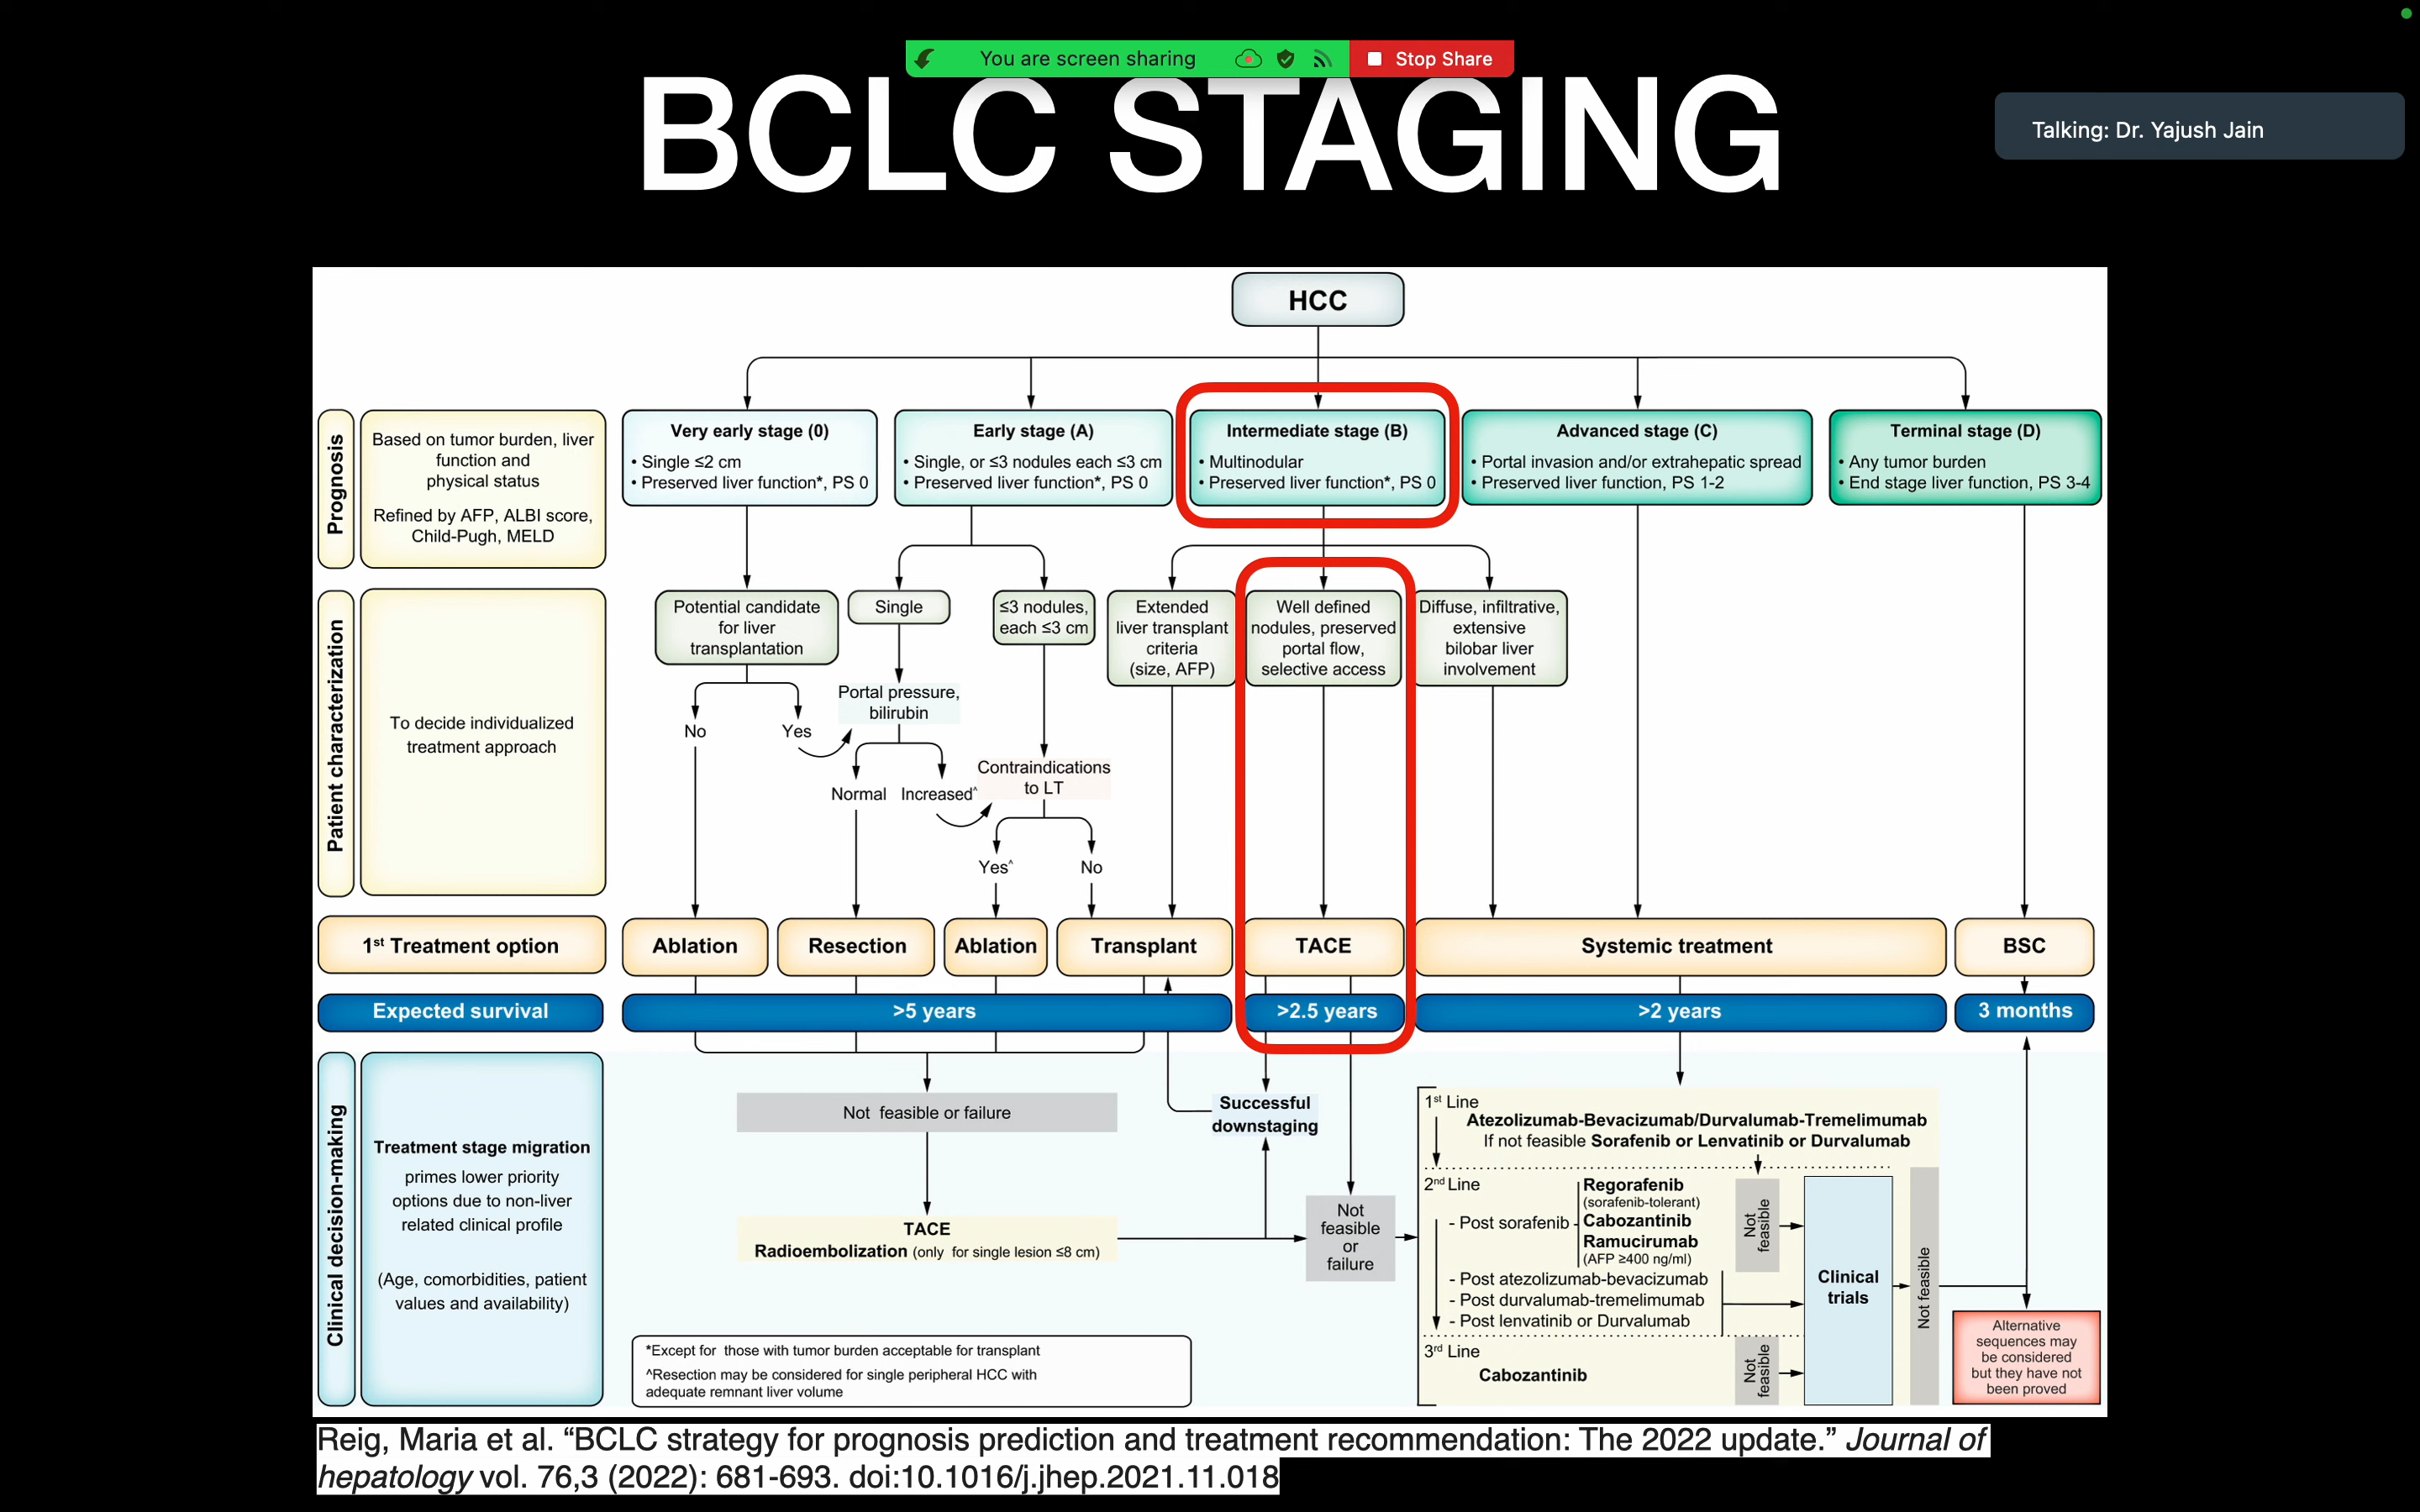 You are screen sharing
Stop Share
BCLC STAGING
Talking: Dr. Yajush Jain
HCC
Prognosis
Based on tumor burden, liver
function and
physical status
Refined by AFP, ALBI score,
Child-Pugh, MELD
Very early stage (0)
• Single ≤2 cm
• Preserved liver function*, PS 0
Early stage (A)
• Single, or ≤3 nodules each ≤3 cm
• Preserved liver function*, PS 0
Intermediate stage (B)
• Multinodular
• Preserved liver function*, PS 0
Advanced stage (C)
• Portal invasion and/or extrahepatic spread
• Preserved liver function, PS 1-2
Terminal stage (D)
• Any tumor burden
• End stage liver function, PS 3-4
Patient characterization
To decide individualized
treatment approach
Potential candidate
for liver
transplantation
No
Yes
Single
Portal pressure,
bilirubin
Normal
Increased^
≤3 nodules,
each ≤3 cm
Contraindications
to LT
Yes^
No
Extended
liver transplant
criteria
(size, AFP)
Well defined
nodules, preserved
portal flow,
selective access
Diffuse, infiltrative,
extensive
bilobar liver
involvement
1st Treatment option
Ablation
Resection
Ablation
Transplant
TACE
Systemic treatment
BSC
Expected survival
>5 years
>2.5 years
>2 years
3 months
Clinical decision-making
Treatment stage migration
primes lower priority
options due to non-liver
related clinical profile
(Age, comorbidities, patient
values and availability)
Not feasible or failure
TACE
Radioembolization (only for single lesion ≤8 cm)
Successful
downstaging
Not
feasible
or
failure
1st Line
Atezolizumab-Bevacizumab/Durvalumab-Tremelimumab
If not feasible Sorafenib or Lenvatinib or Durvalumab
2nd Line
- Post sorafenib
Regorafenib
(sorafenib-tolerant)
Cabozantinib
Ramucirumab
(AFP ≥400 ng/ml)
- Post atezolizumab-bevacizumab
- Post durvalumab-tremelimumab
- Post lenvatinib or Durvalumab
Not
feasible
3rd Line
Cabozantinib
Not
feasible
Clinical
trials
Not feasible
Alternative
sequences may
be considered
but they have not
been proved
*Except for those with tumor burden acceptable for transplant
^Resection may be considered for single peripheral HCC with
adequate remnant liver volume
Reig, Maria et al. “BCLC strategy for prognosis prediction and treatment recommendation: The 2022 update.” Journal of
hepatology vol. 76,3 (2022): 681-693. doi:10.1016/j.jhep.2021.11.018